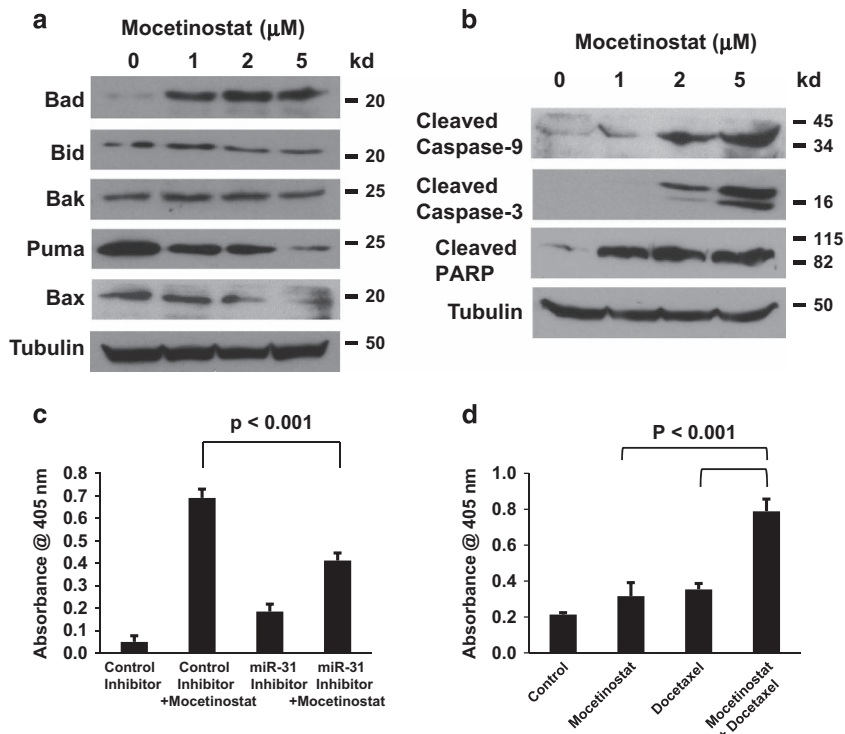 a
Mocetinostat (μM)
0 1 2 5 kd
Bad 20
Bid 20
Bak 25
Puma 25
Bax 20
Tubulin 50
b
Mocetinostat (μM)
0 1 2 5 kd
Cleaved
Caspase-9
45
34
Cleaved
Caspase-3
16
Cleaved
PARP
115
82
Tubulin 50
c
p < 0.001
Absorbance @ 405 nm
0.8
0.7
0.6
0.5
0.4
0.3
0.2
0.1
0.0
Control
Inhibitor
Control
Inhibitor
+Mocetinostat
miR-31
Inhibitor
miR-31
Inhibitor
+Mocetinostat
d
P < 0.001
Absorbance @ 405 nm
1.0
0.8
0.6
0.4
0.2
0.0
Control
Mocetinostat
Docetaxel
Mocetinostat
+ Docetaxel